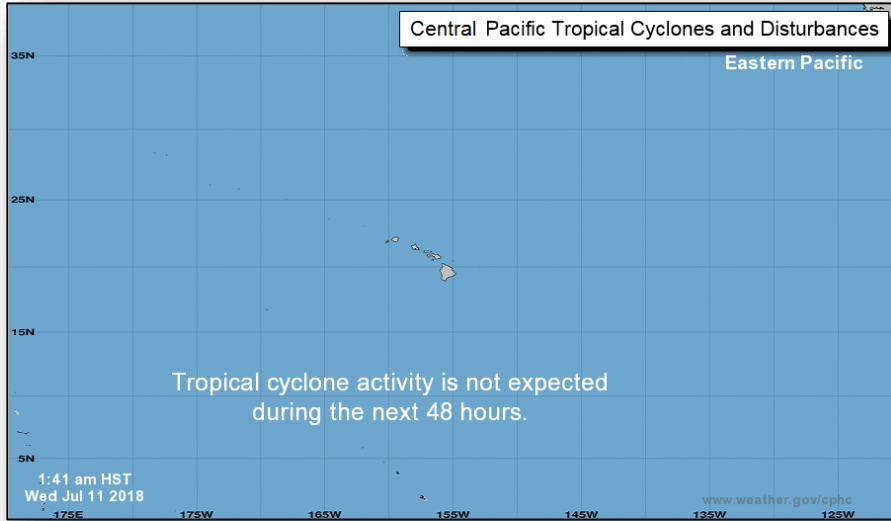 Central Pacific Tropical Cyclones and Disturbances
35N
Eastern Pacific
25N
15N
Tropical cyclone activity is not expected
during the next 48 hours.
5N
1:41 am HST
Wed Jul 11 2018
www.weather.gov/cphc
175E 175W 165W 155W 145W 135W 125W